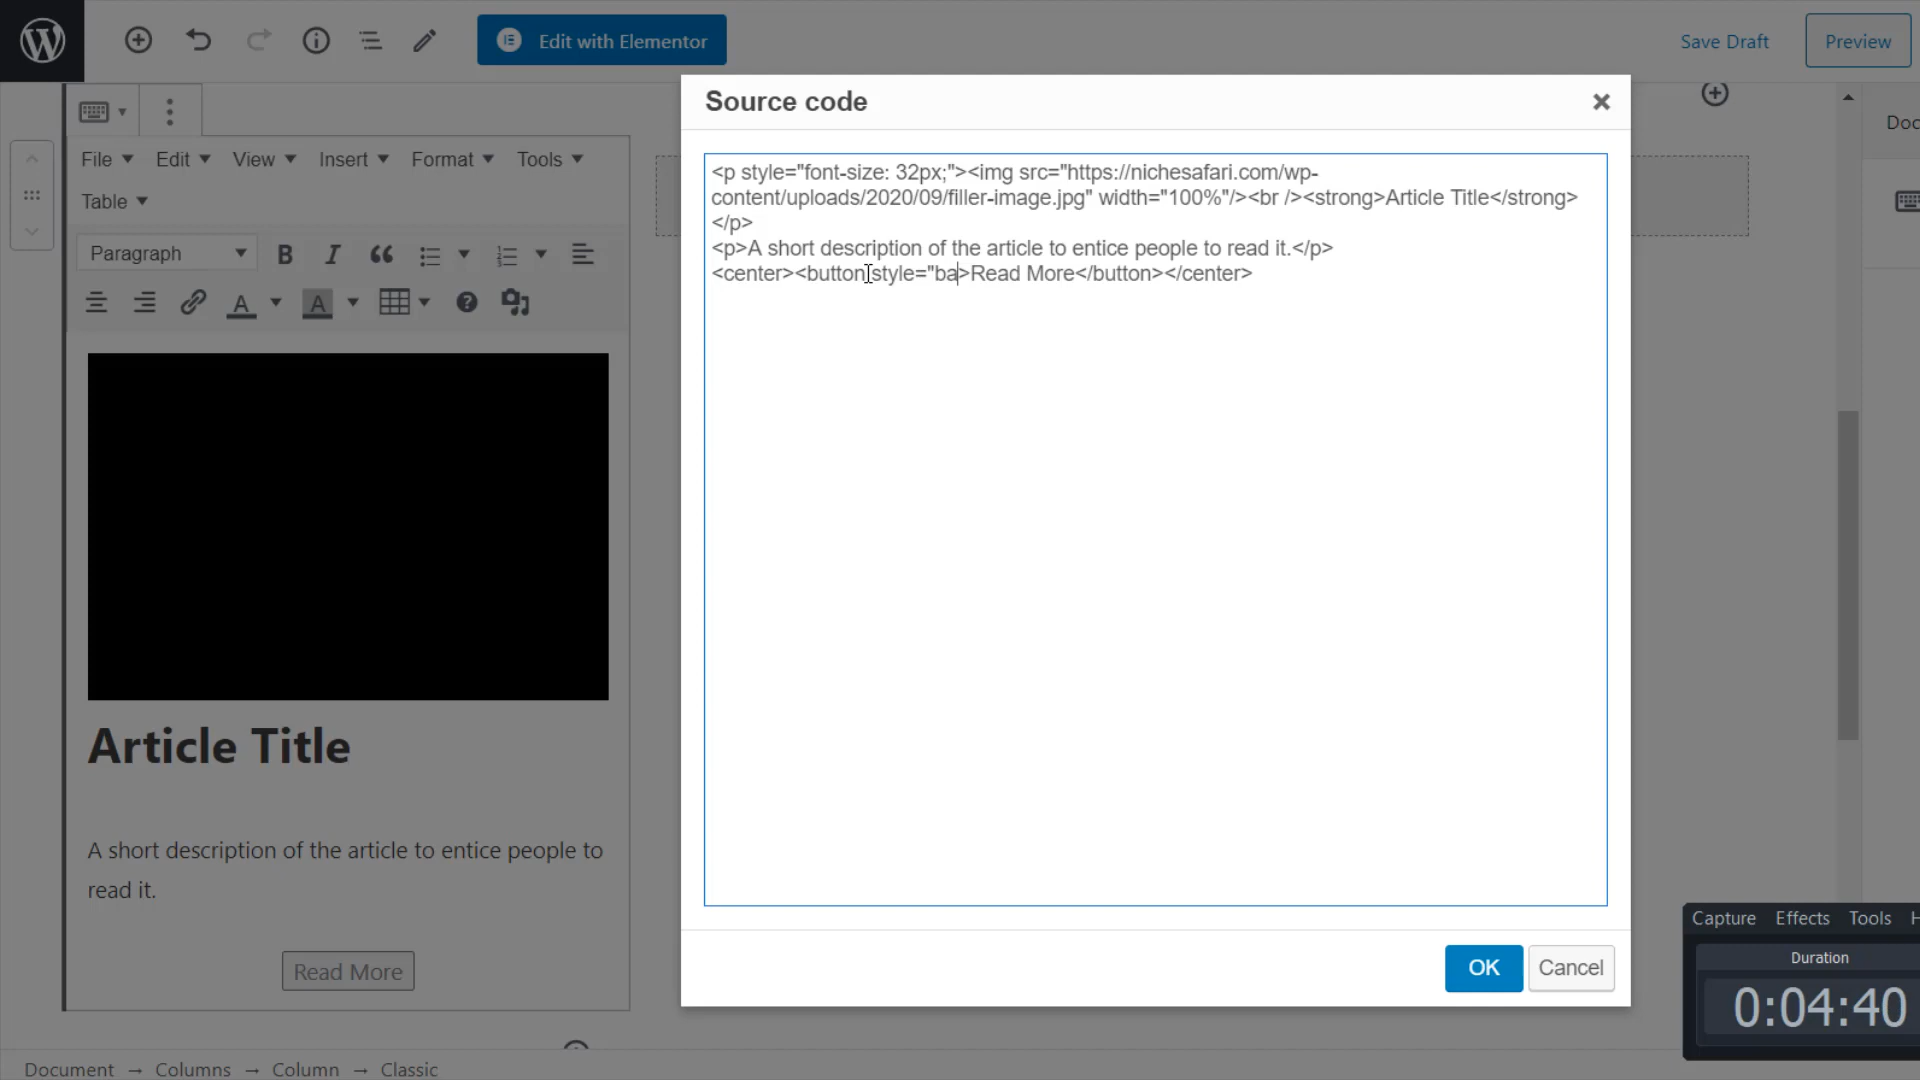 Edit with Elementor
Save Draft
Preview
File
Edit
View
Insert
Format
Tools
Table
Paragraph
B
I
A
A
Article Title
A short description of the article to entice people to
read it.
Read More
Source code
<p style="font-size: 32px;"><img src="https://nichesafari.com/wp-
content/uploads/2020/09/filler-image.jpg" width="100%"/><br /><strong>Article Title</strong>
</p>
<p>A short description of the article to entice people to read it.</p>
<center><button style="ba>Read More</button></center>
OK
Cancel
Doc
Capture Effects Tools H
Duration
0:04:40
Document → Columns → Column → Classic